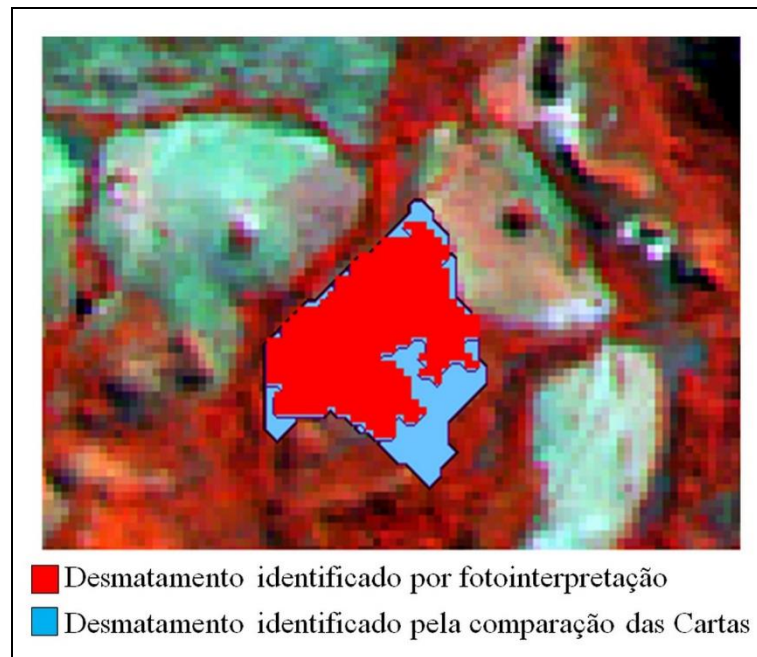 Desmatamento identificado por fotointerpretação
Desmatamento identificado pela comparação das Cartas